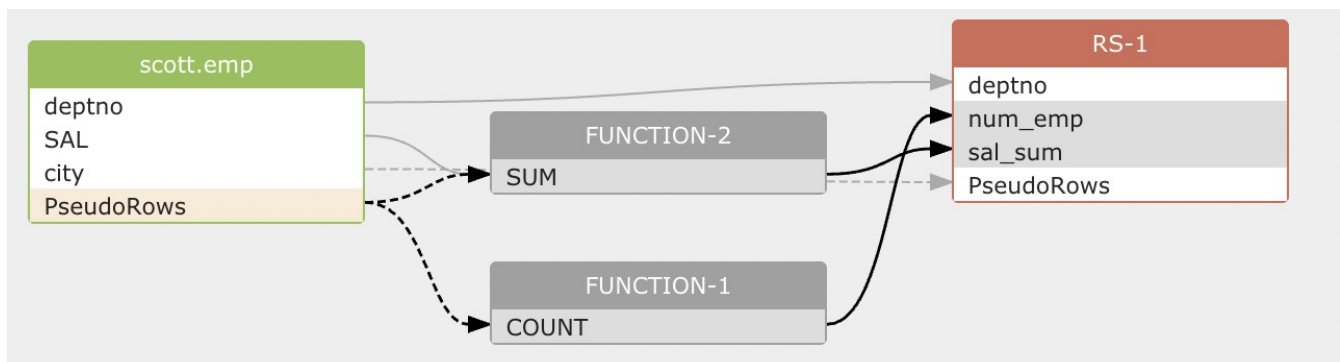 scott.emp
deptno
SAL
city
PseudoRows
FUNCTION-2
SUM
FUNCTION-1
COUNT
RS-1
deptno
num_emp
sal_sum
PseudoRows